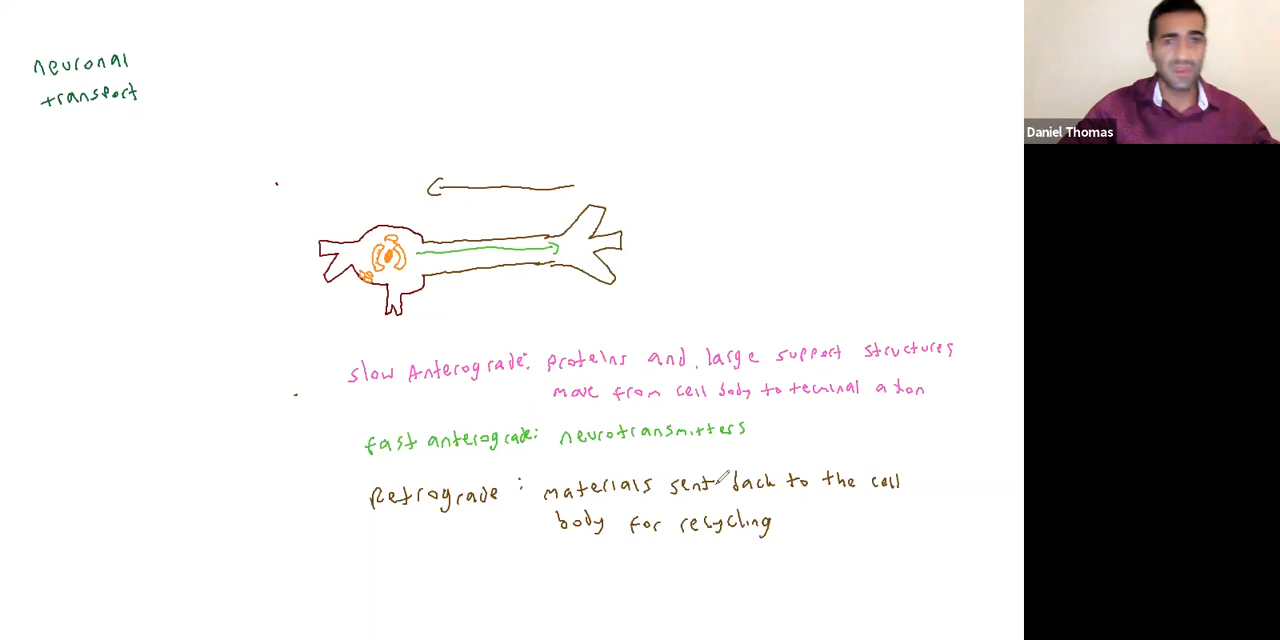 neuronal
transport
Daniel Thomas
slow Anterograde: proteins and large support structures
move from cell body to terminal axon
fast anterograde: neurotransmitters
Retrograde: materials sent back to the cell
body for recycling